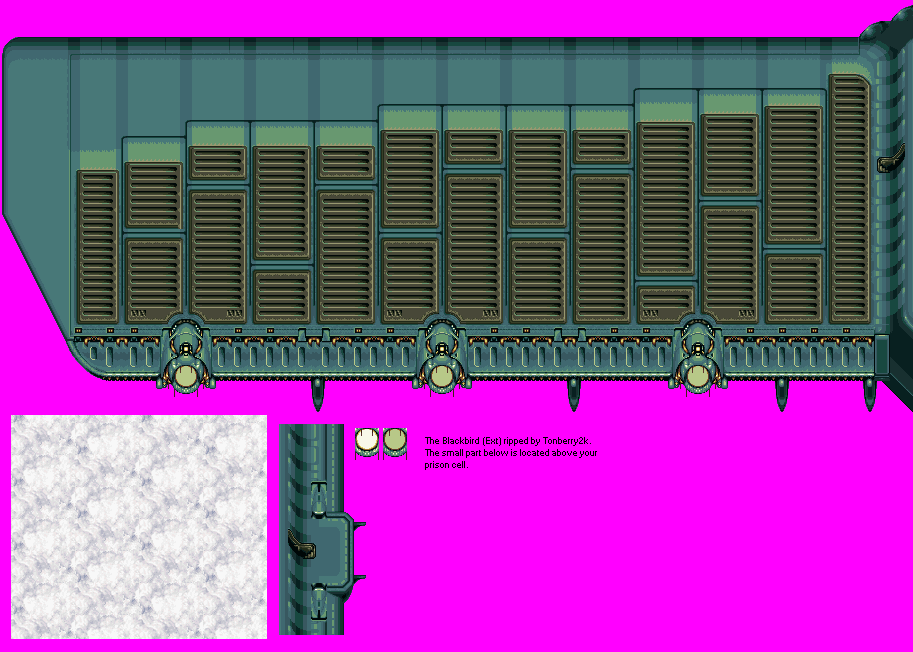 The Blackbird (Ext) ripped by Tonberry2k.
The small part below is located above your
prison cell.